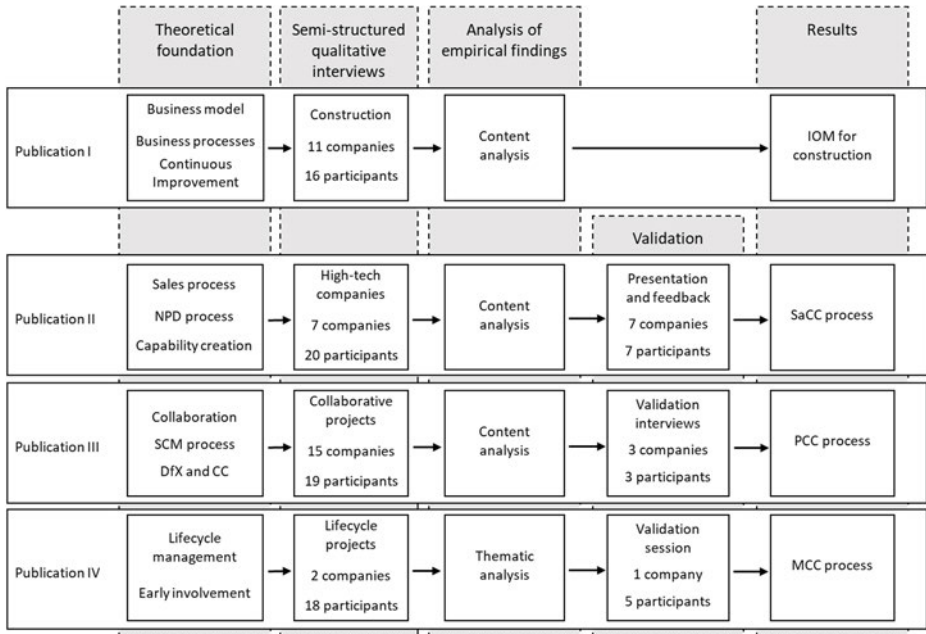 Theoretical
foundation
Semi-structured
qualitative
interviews
Analysis of
empirical findings
Results
Publication I
Business model
Business processes
Continuous
Improvement
Construction
11 companies
16 participants
Content
analysis
IOM for
construction
Validation
Publication II
Sales process
NPD process
Capability creation
High-tech
companies
7 companies
20 participants
Content
analysis
Presentation
and feedback
7 companies
7 participants
SaCC process
Publication III
Collaboration
SCM process
DfX and CC
Collaborative
projects
15 companies
19 participants
Content
analysis
Validation
interviews
3 companies
3 participants
PCC process
Publication IV
Lifecycle
management
Early involvement
Lifecycle
projects
2 companies
18 participants
Thematic
analysis
Validation
session
1 company
5 participants
MCC process